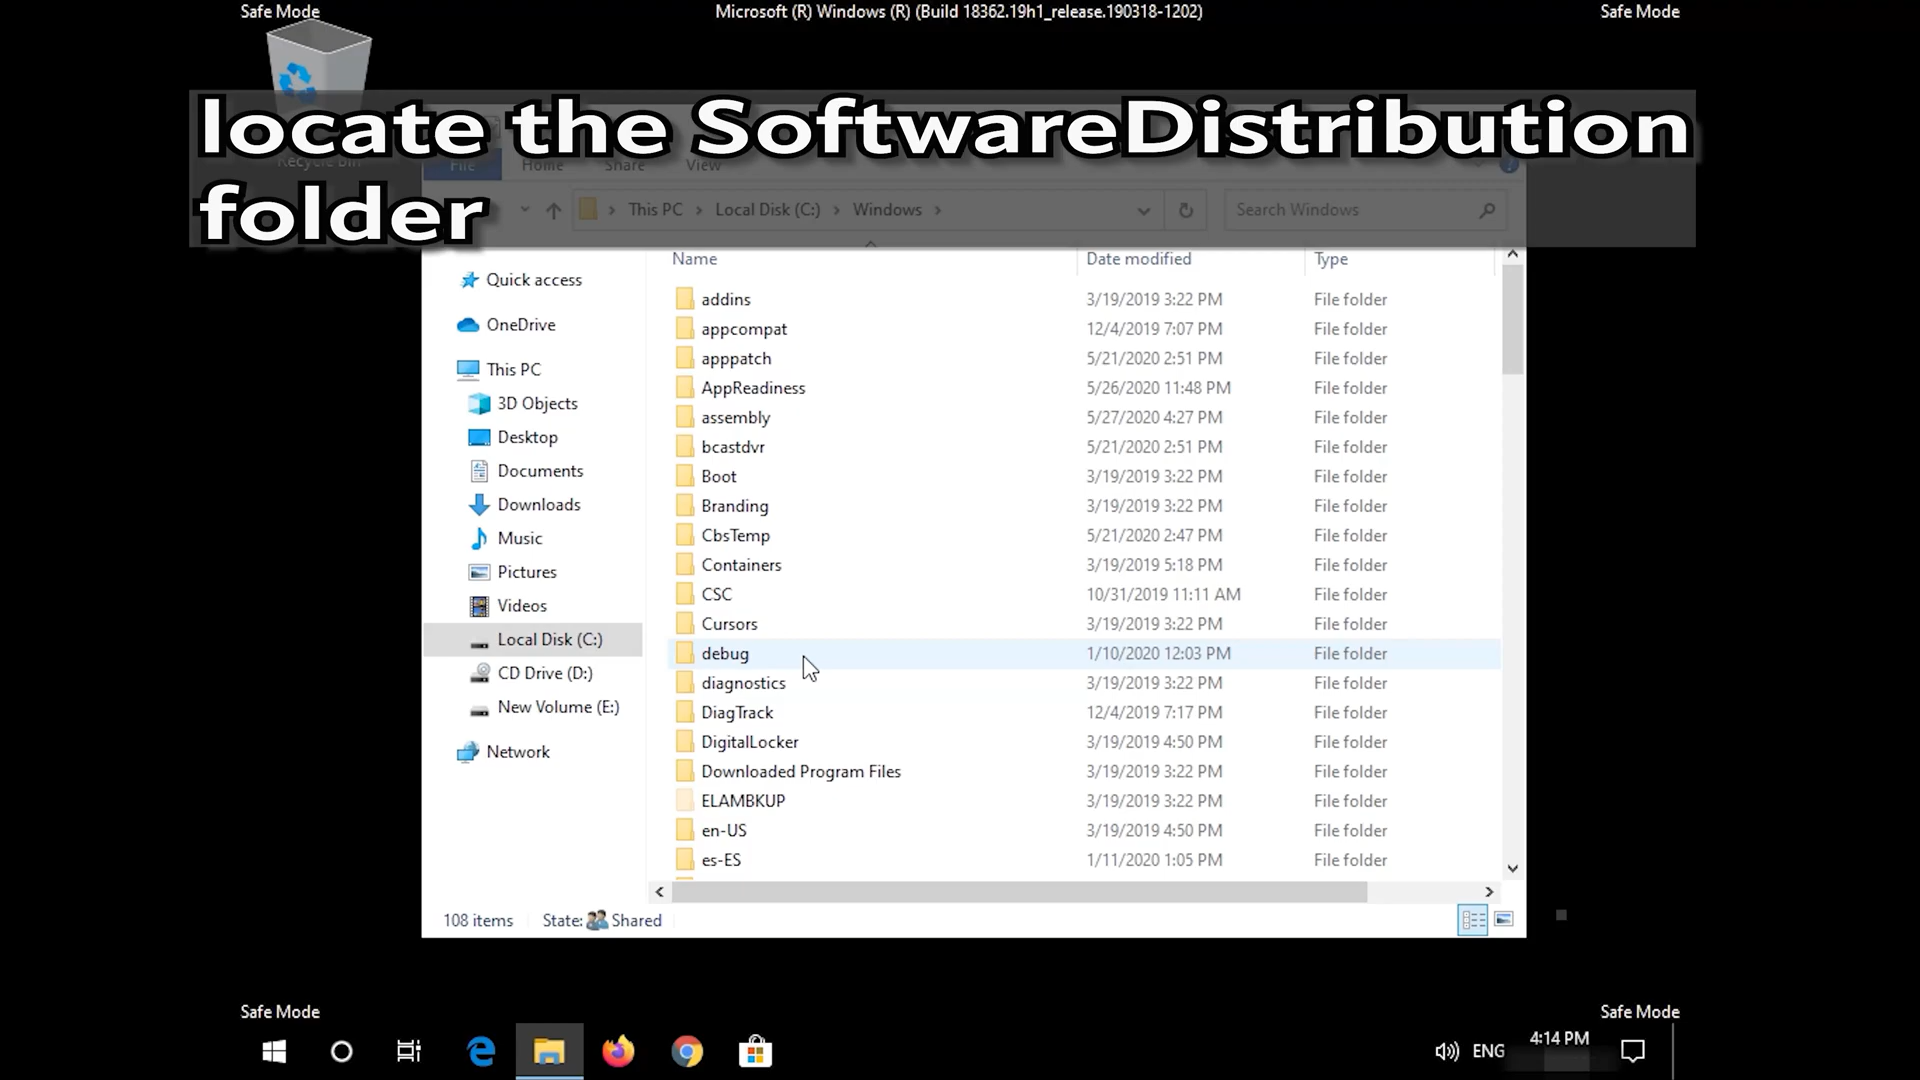 Safe Mode
Microsoft (R) Windows (R) (Build 18362.19h1_release.190318-1202)
Safe Mode
locate the SoftwareDistribution
folder
Recycle Bin
File
Home
Share
View
This PC
Local Disk (C:)
Windows
Search Windows
Name
Date modified
Type
Quick access
OneDrive
This PC
3D Objects
Desktop
Documents
Downloads
Music
Pictures
Videos
Local Disk (C:)
CD Drive (D:)
New Volume (E:)
Network
addins 3/19/2019 3:22 PM File folder
appcompat 12/4/2019 7:07 PM File folder
apppatch 5/21/2020 2:51 PM File folder
AppReadiness 5/26/2020 11:48 PM File folder
assembly 5/27/2020 4:27 PM File folder
bcastdvr 5/21/2020 2:51 PM File folder
Boot 3/19/2019 3:22 PM File folder
Branding 3/19/2019 3:22 PM File folder
CbsTemp 5/21/2020 2:47 PM File folder
Containers 3/19/2019 5:18 PM File folder
CSC 10/31/2019 11:11 AM File folder
Cursors 3/19/2019 3:22 PM File folder
debug 1/10/2020 12:03 PM File folder
diagnostics 3/19/2019 3:22 PM File folder
DiagTrack 12/4/2019 7:17 PM File folder
DigitalLocker 3/19/2019 4:50 PM File folder
Downloaded Program Files 3/19/2019 3:22 PM File folder
ELAMBKUP 3/19/2019 3:22 PM File folder
en-US 3/19/2019 4:50 PM File folder
es-ES 1/11/2020 1:05 PM File folder
108 items
State: Shared
Safe Mode
Safe Mode
ENG
4:14 PM